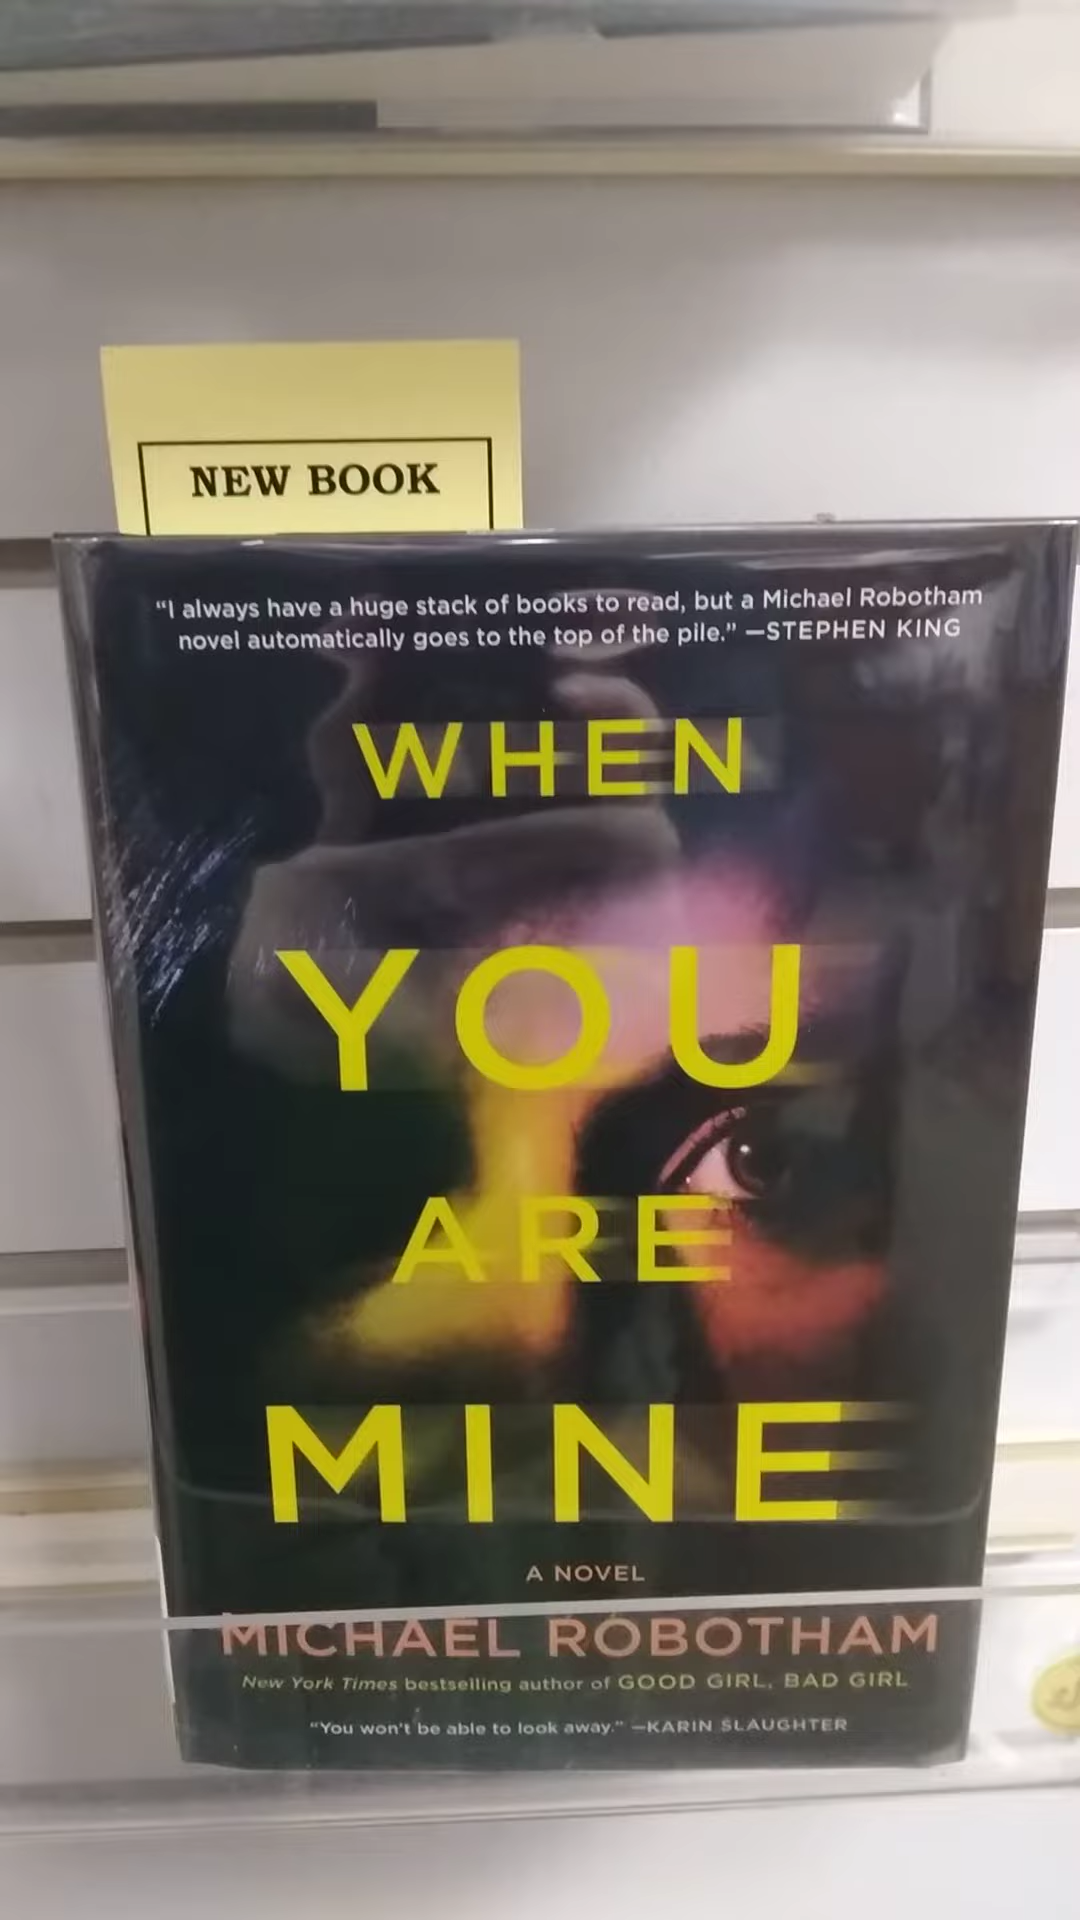 NEW BOOK
“I always have a huge stack of books to read, but a Michael Robotham
novel automatically goes to the top of the pile.” —STEPHEN KING
WHEN
YOU
ARE
MINE
A NOVEL
MICHAEL ROBOTHAM
New York Times bestselling author of GOOD GIRL, BAD GIRL
“You won’t be able to look away.” —KARIN SLAUGHTER